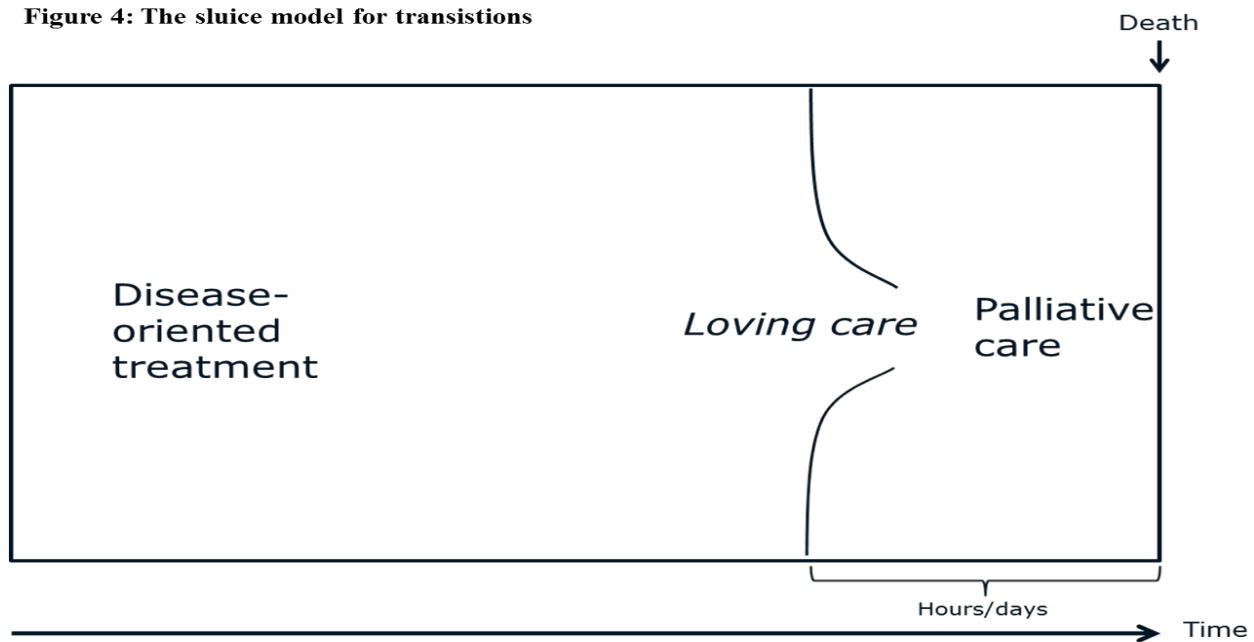 Figure 4: The sluice model for transistions
Death
Disease-
oriented
treatment
Loving care
Palliative
care
Hours/days
Time